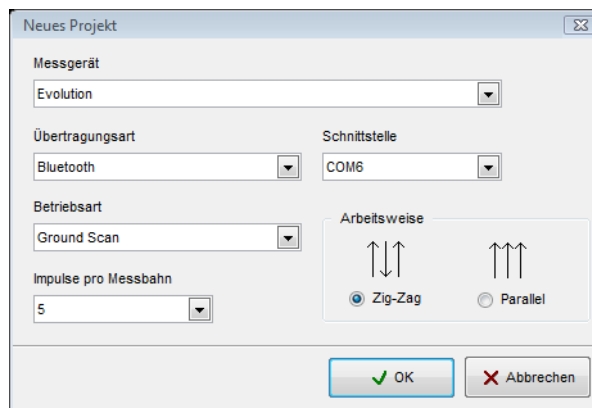 Neues Projekt
Messgerät
Evolution
Übertragungsart
Schnittstelle
Bluetooth
COM6
Betriebsart
Ground Scan
Arbeitsweise
Impulse pro Messbahn
5
Zig-Zag
Parallel
OK
Abbrechen